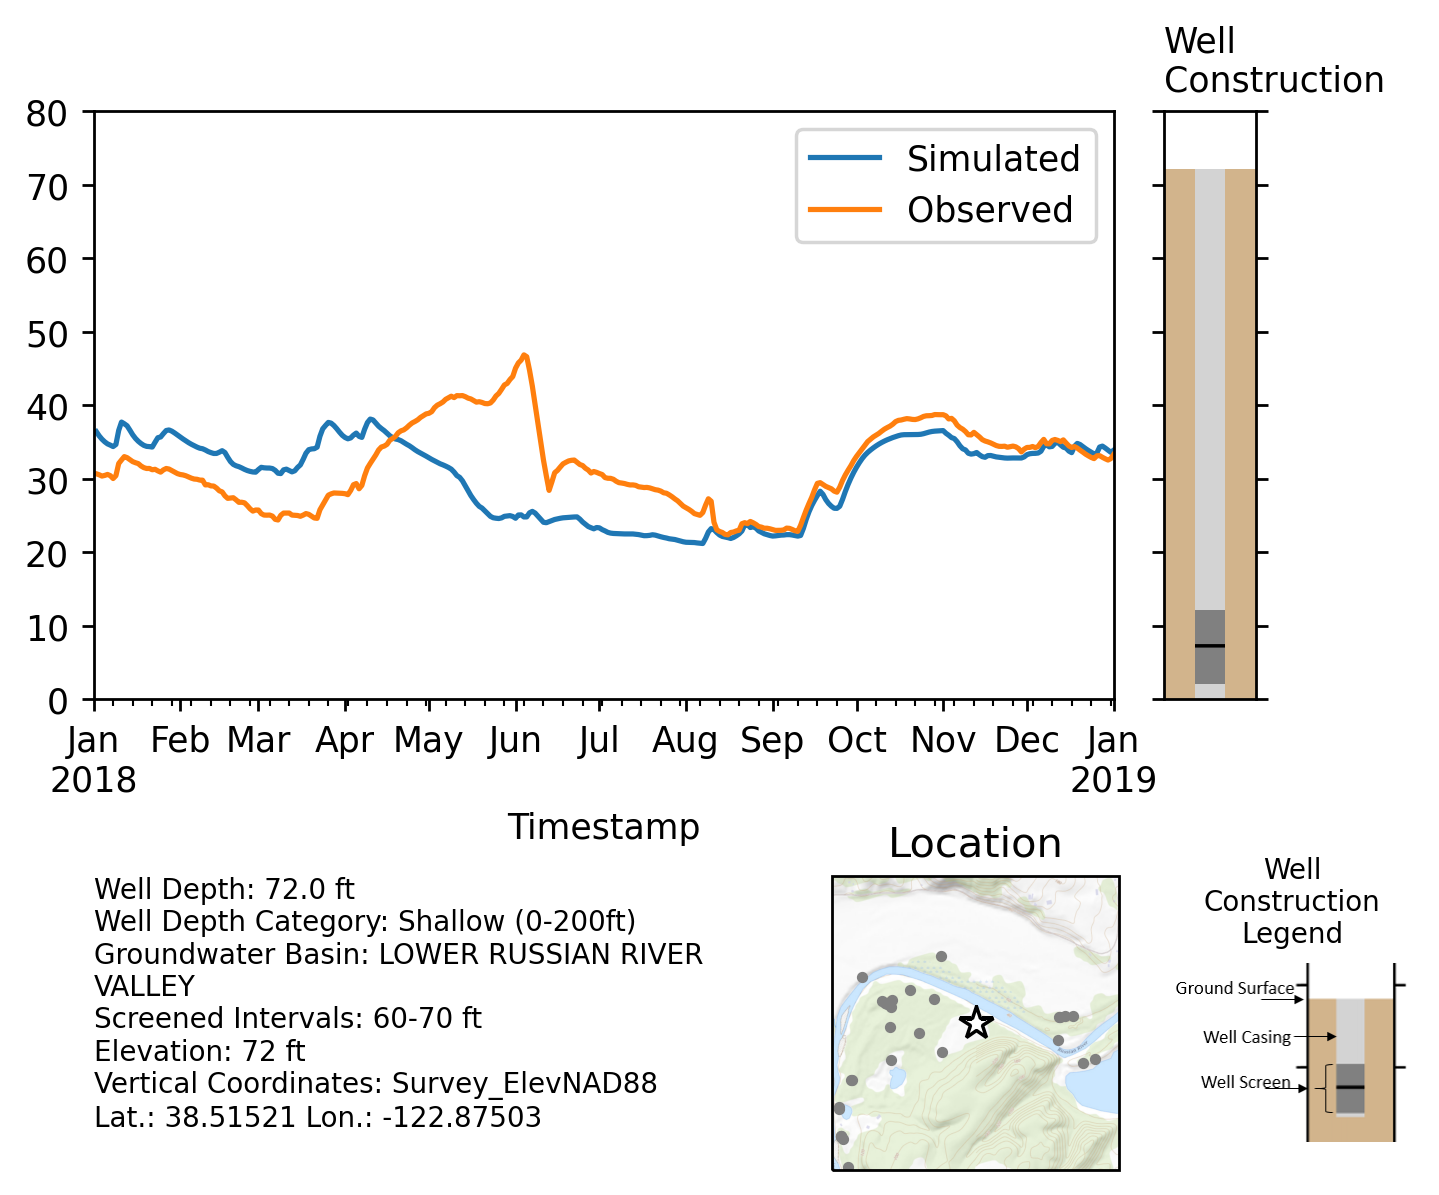 Well
Construction
80
70
60
50
40
30
20
10
0
Simulated
Observed
Jan Feb Mar Apr May Jun Jul Aug Sep Oct Nov Dec Jan
2018 2019
Timestamp
Well Depth: 72.0 ft
Well Depth Category: Shallow (0-200ft)
Groundwater Basin: LOWER RUSSIAN RIVER
VALLEY
Screened Intervals: 60-70 ft
Elevation: 72 ft
Vertical Coordinates: Survey_ElevNAD88
Lat.: 38.51521 Lon.: -122.87503
Location
Russian River
Well
Construction
Legend
Ground Surface
Well Casing
Well Screen